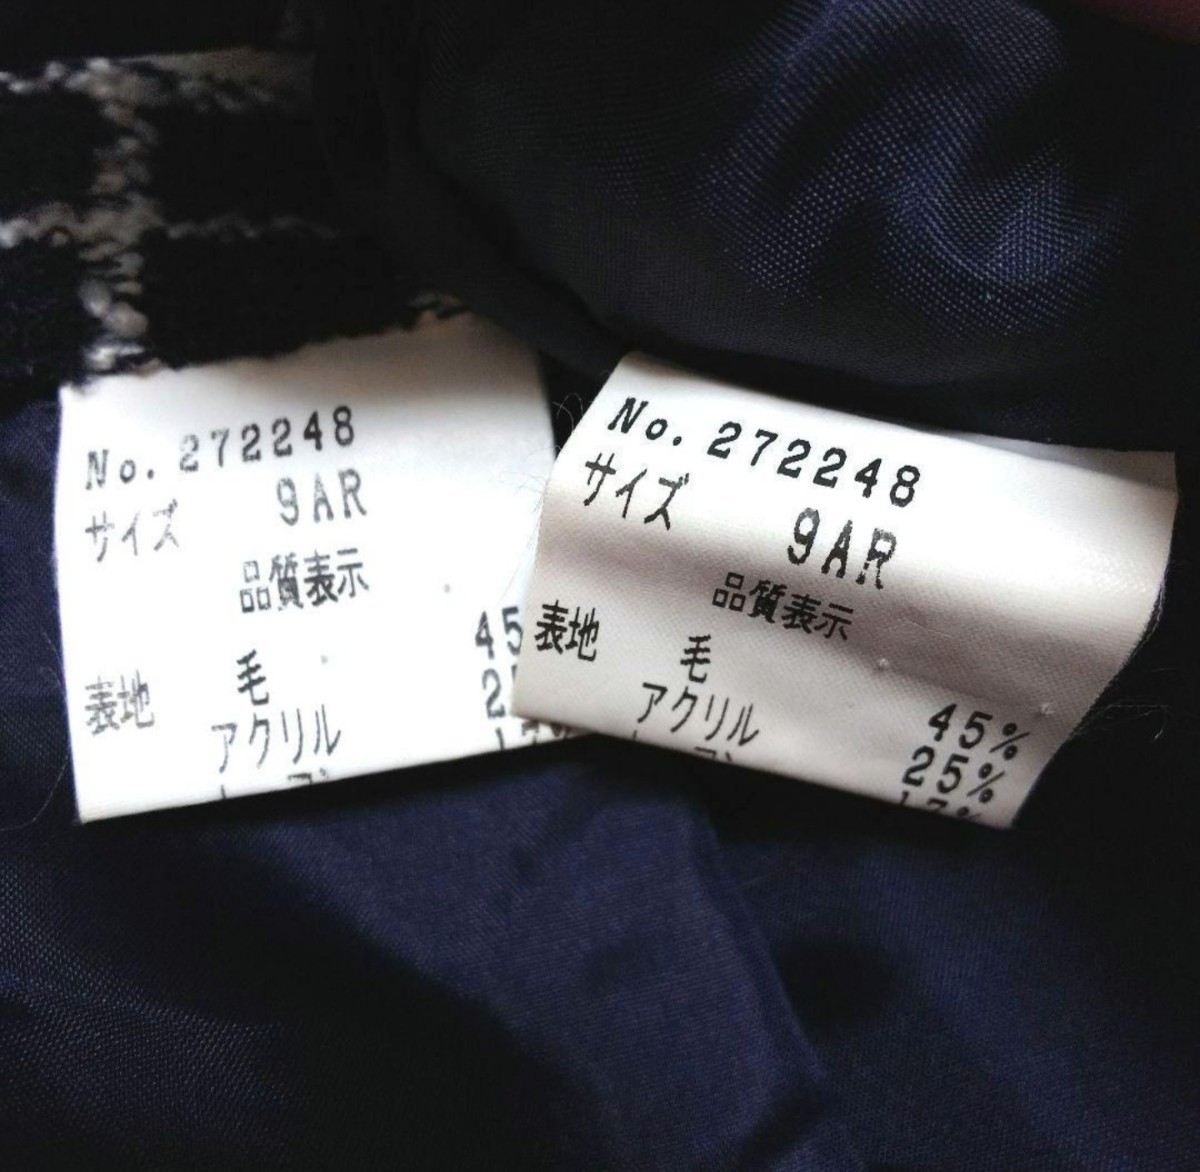 No. 272248
サイズ 9AR
品質表示
表地 毛 45
アクリル
No. 272248
サイズ 9AR
品質表示
表地 毛 45%
アクリル 25%